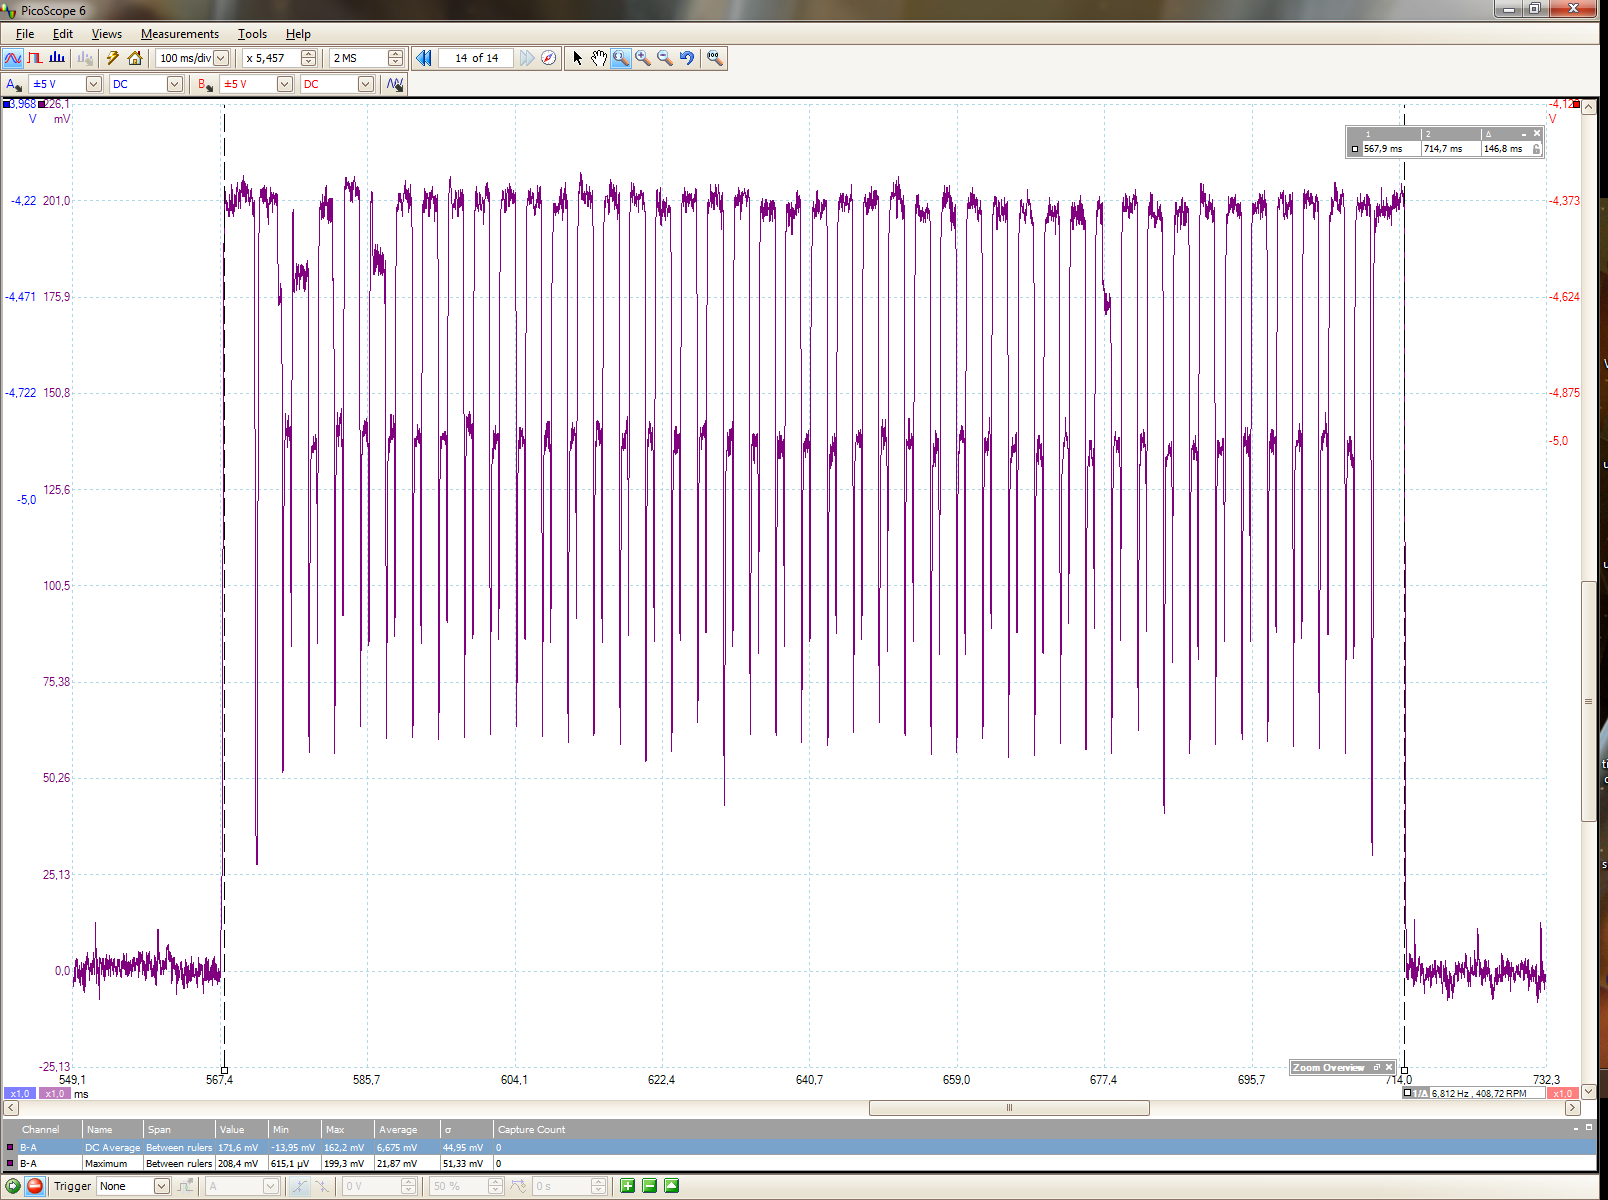 PicoScope 6
File Edit Views Measurements Tools Help
100 ms/div x 5,457 2 MS 14 of 14
A ±5 V DC B ±5 V DC
3,968 226,1 -4,12
V mV V
1 2 Δ
567,9 ms 714,7 ms 146,8 ms
-4,22 201,0 -4,373
-4,471 175,9 -4,624
-4,722 150,8 -4,875
-5,0
125,6
-5,0
100,5
75,38
50,26
25,13
0,0
-25,13
Zoom Overview
549,1 567,4 585,7 604,1 622,4 640,7 659,0 677,4 695,7 714,0 732,3
x1,0 x1,0 ms 1/Δ 6,812 Hz , 408,72 RPM x1,0
Channel Name Span Value Min Max Average σ Capture Count
B-A DC Average Between rulers 171,6 mV -13,95 mV 162,2 mV 6,675 mV 44,95 mV 0
B-A Maximum Between rulers 208,4 mV 615,1 µV 199,3 mV 21,87 mV 51,33 mV 0
Trigger None A 0 V 50 % 0 s